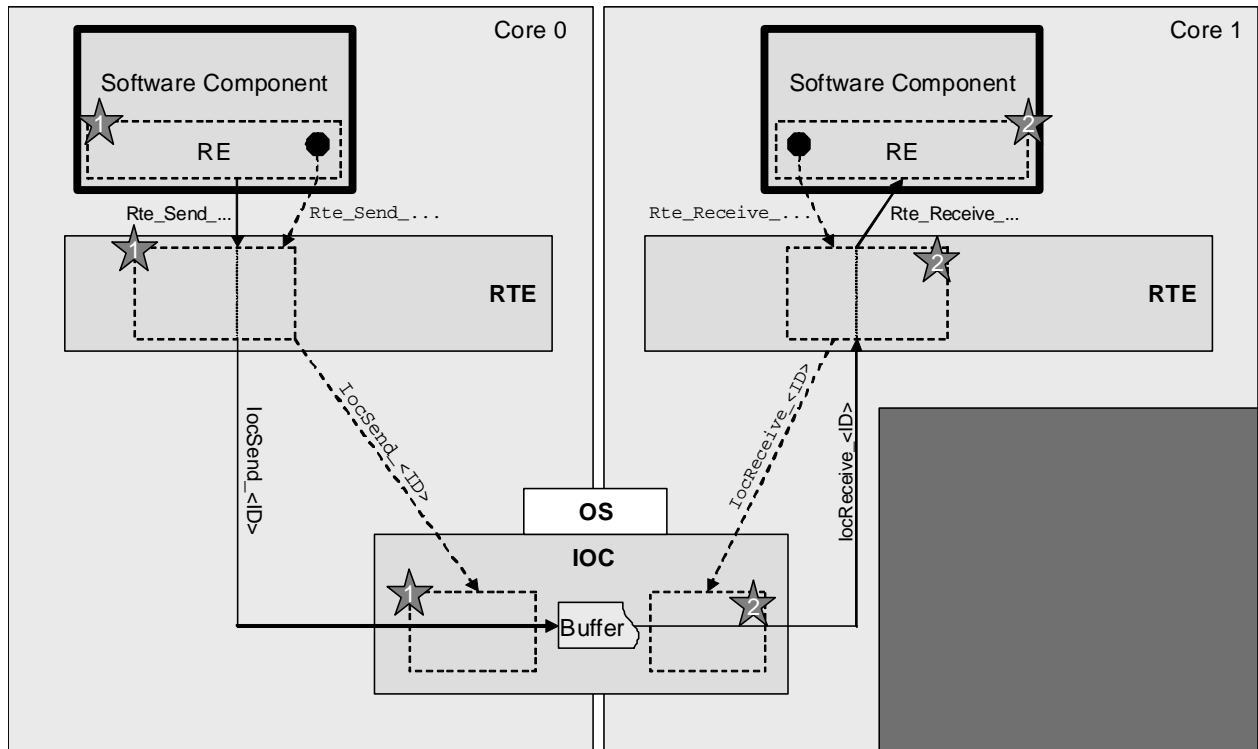 Core 0
Core 1
Software Component
Software Component
1
2
RE
RE
Rte_Send_...
Rte_Send_...
Rte_Receive_...
Rte_Receive_...
1
2
RTE
RTE
IocSend_<ID>
IocSend_<ID>
IocReceive_<ID>
IocReceive_<ID>
OS
IOC
1
2
Buffer